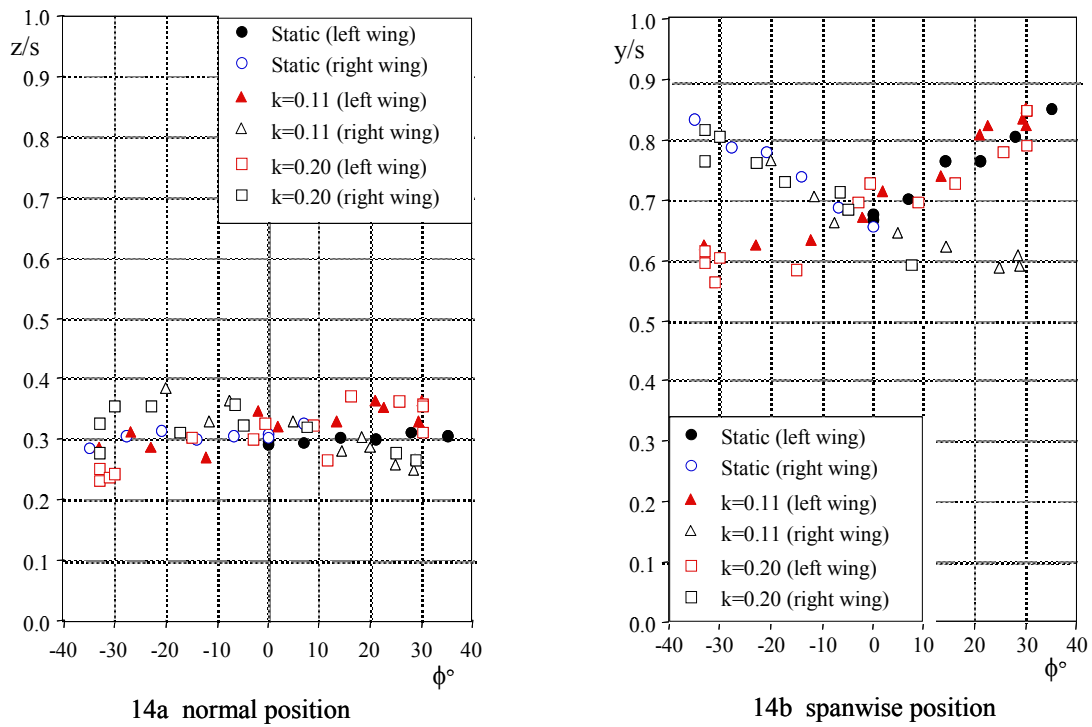 1.0
z/s
0.9
0.8
0.7
0.6
0.5
0.4
0.3
0.2
0.1
0.0
-40 -30 -20 -10 0 10 20 30 40
ϕ°
Static (left wing)
Static (right wing)
k=0.11 (left wing)
k=0.11 (right wing)
k=0.20 (left wing)
k=0.20 (right wing)
14a normal position
1.0
y/s
0.9
0.8
0.7
0.6
0.5
0.4
0.3
0.2
0.1
0.0
-40 -30 -20 -10 0 10 20 30 40
ϕ°
Static (left wing)
Static (right wing)
k=0.11 (left wing)
k=0.11 (right wing)
k=0.20 (left wing)
k=0.20 (right wing)
14b spanwise position